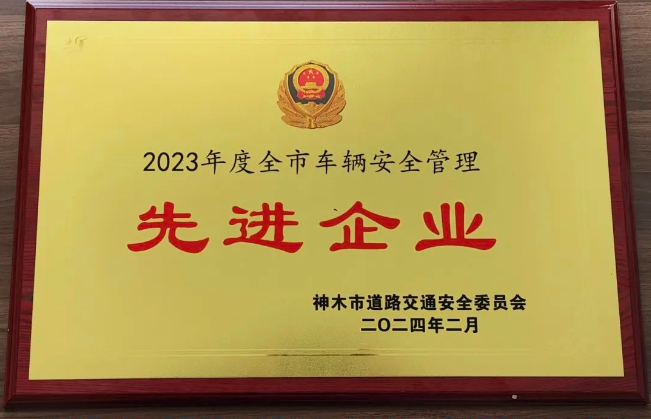 2023年度全市车辆安全管理
先进企业
神木市道路交通安全委员会
二〇二四年二月